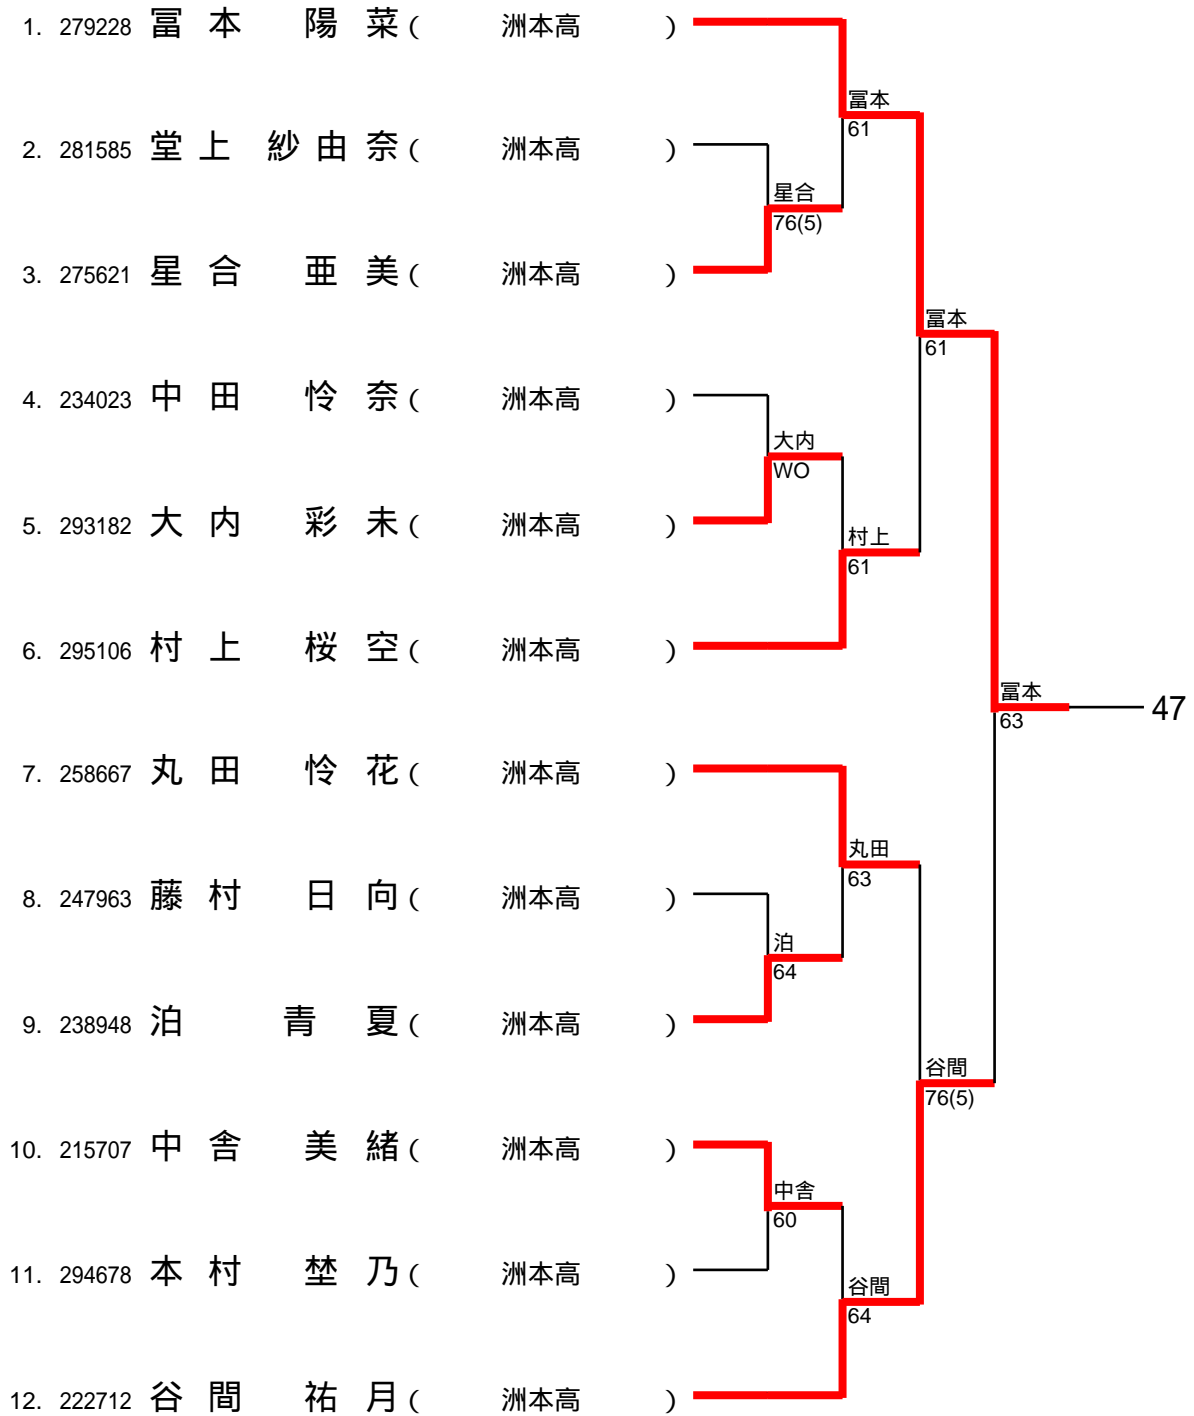 1. 279228 冨本 陽菜 ( 洲本高 )
冨本
61
2. 281585 堂上 紗由奈 ( 洲本高 )
星合
76(5)
3. 275621 星合 亜美 ( 洲本高 )
冨本
61
4. 234023 中田 怜奈 ( 洲本高 )
大内
WO
5. 293182 大内 彩未 ( 洲本高 )
村上
61
6. 295106 村上 桜空 ( 洲本高 )
冨本
63
47
7. 258667 丸田 怜花 ( 洲本高 )
丸田
63
8. 247963 藤村 日向 ( 洲本高 )
泊
64
9. 238948 泊 青夏 ( 洲本高 )
谷間
76(5)
10. 215707 中舎 美緒 ( 洲本高 )
中舎
60
11. 294678 本村 埜乃 ( 洲本高 )
谷間
64
12. 222712 谷間 祐月 ( 洲本高 )